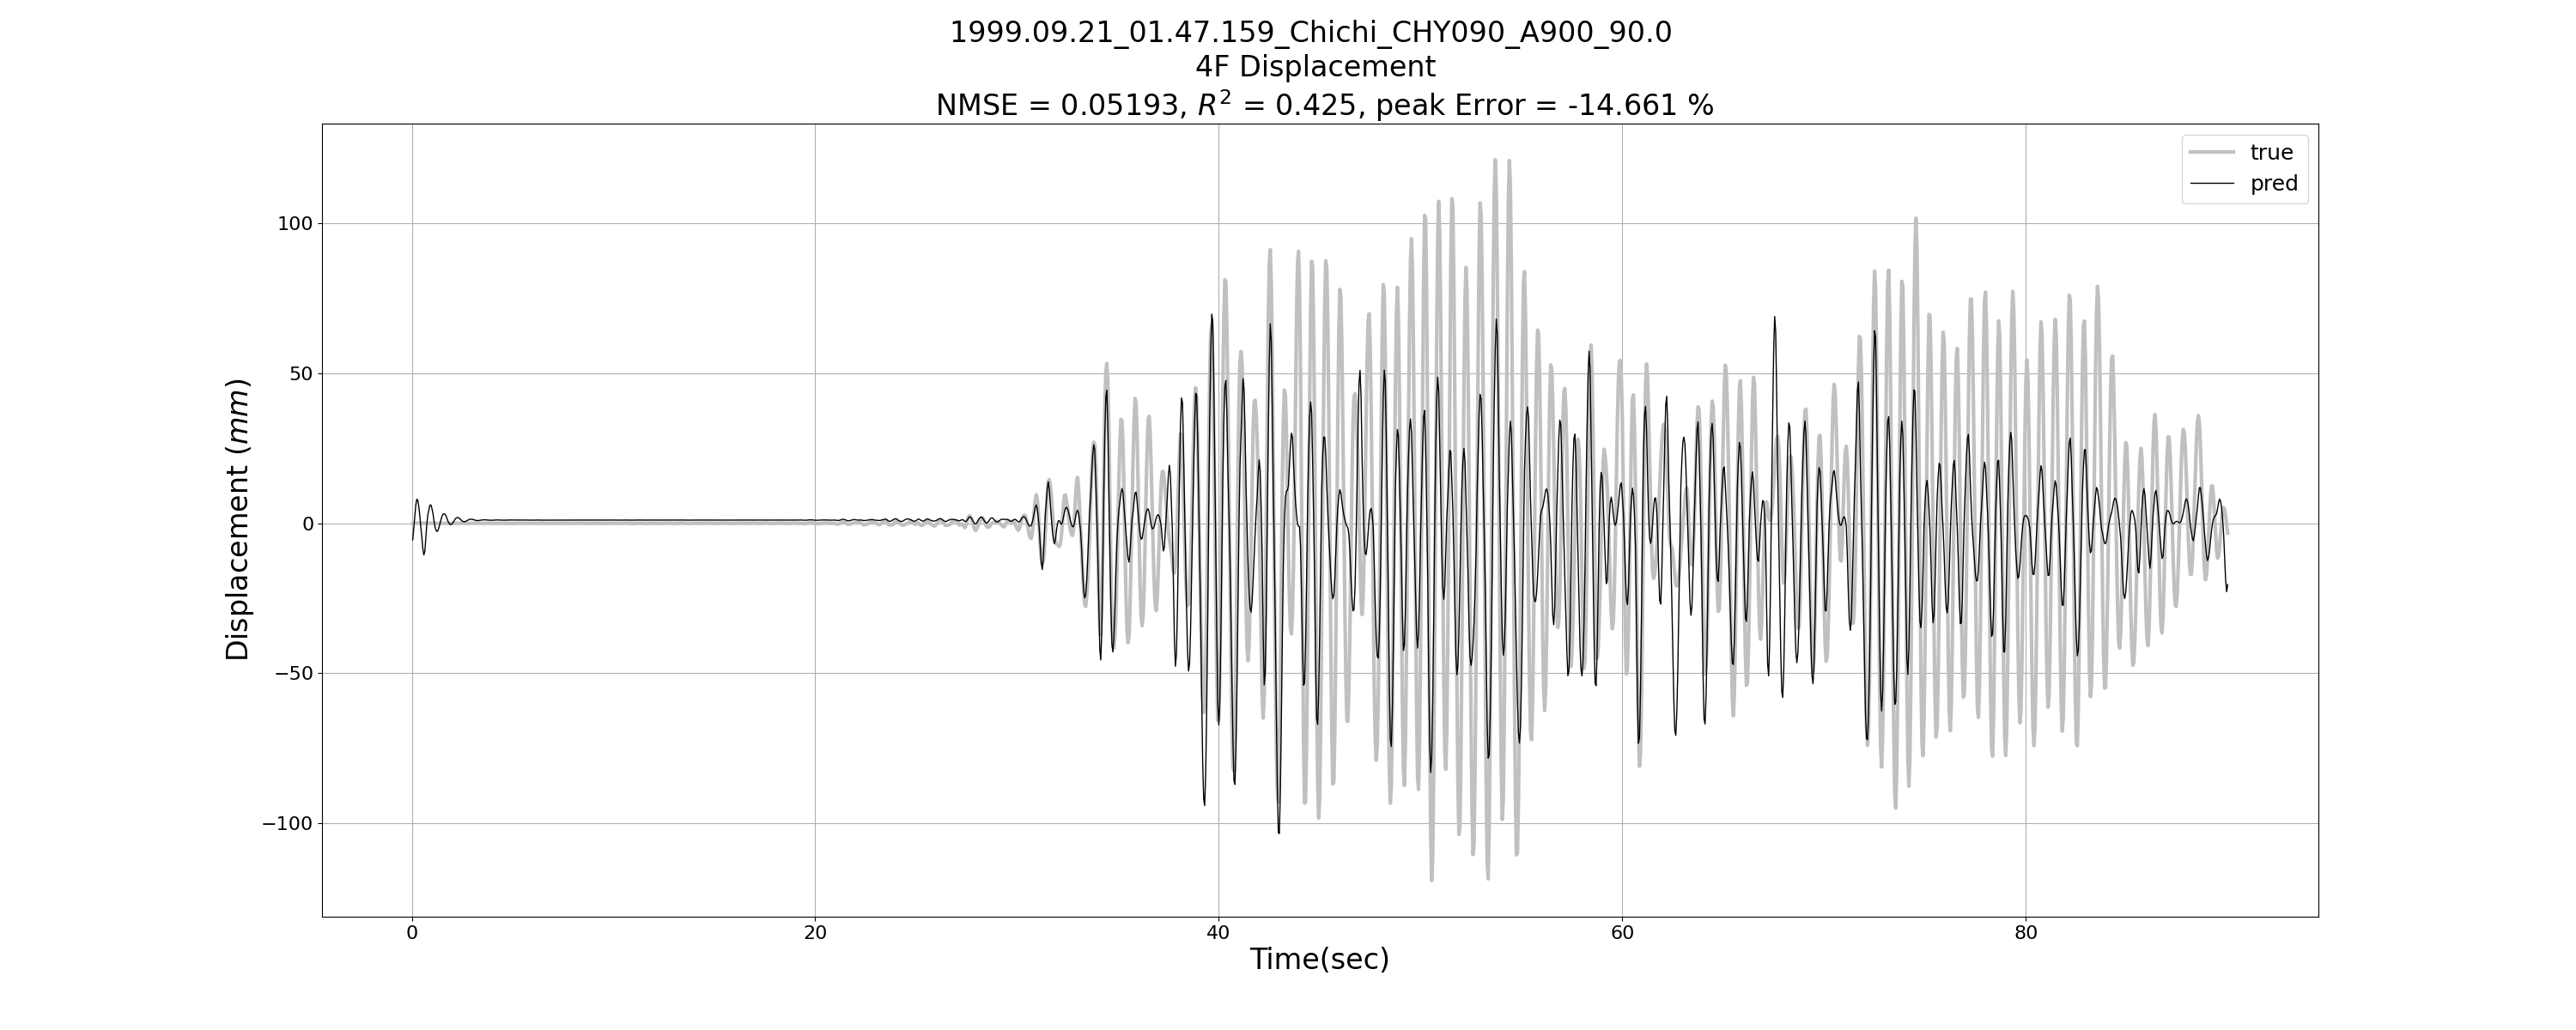 1999.09.21_01.47.159_Chichi_CHY090_A900_90.0
4F Displacement
NMSE = 0.05193, R² = 0.425, peak Error = -14.661 %
true
pred
Displacement (mm)
100
50
0
−50
−100
0 20 40 60 80
Time(sec)